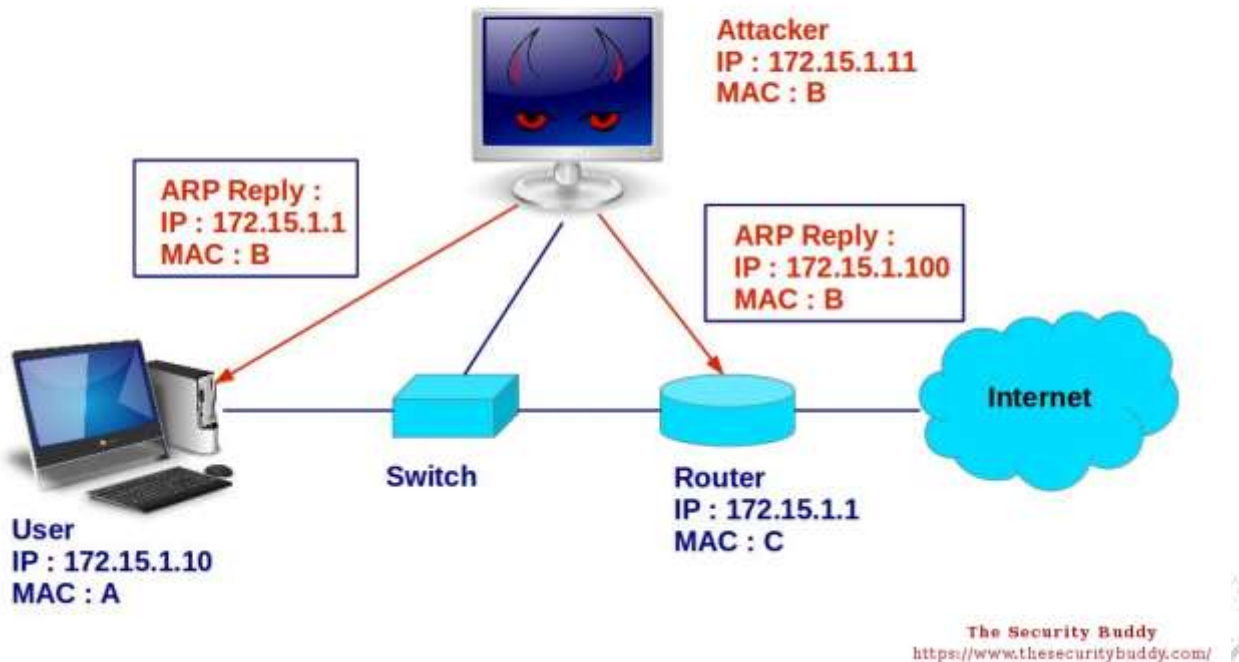 Attacker
IP : 172.15.1.11
MAC : B
ARP Reply :
IP : 172.15.1.1
MAC : B
ARP Reply :
IP : 172.15.1.100
MAC : B
Internet
Switch
Router
IP : 172.15.1.1
MAC : C
User
IP : 172.15.1.10
MAC : A
The Security Buddy
https://www.thesecuritybuddy.com/